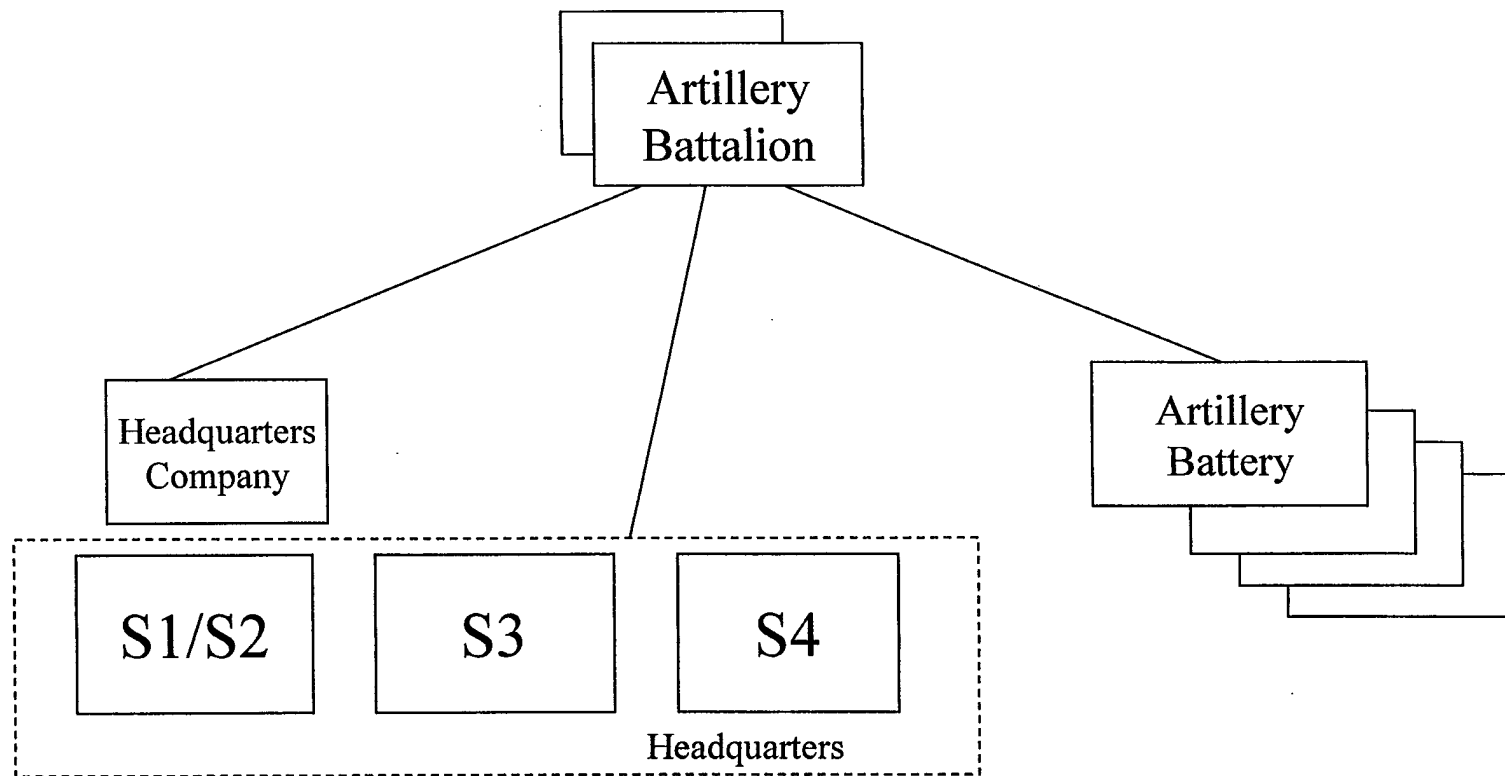 Artillery
Battalion
Headquarters
Company
Artillery
Battery
S1/S2
S3
S4
Headquarters